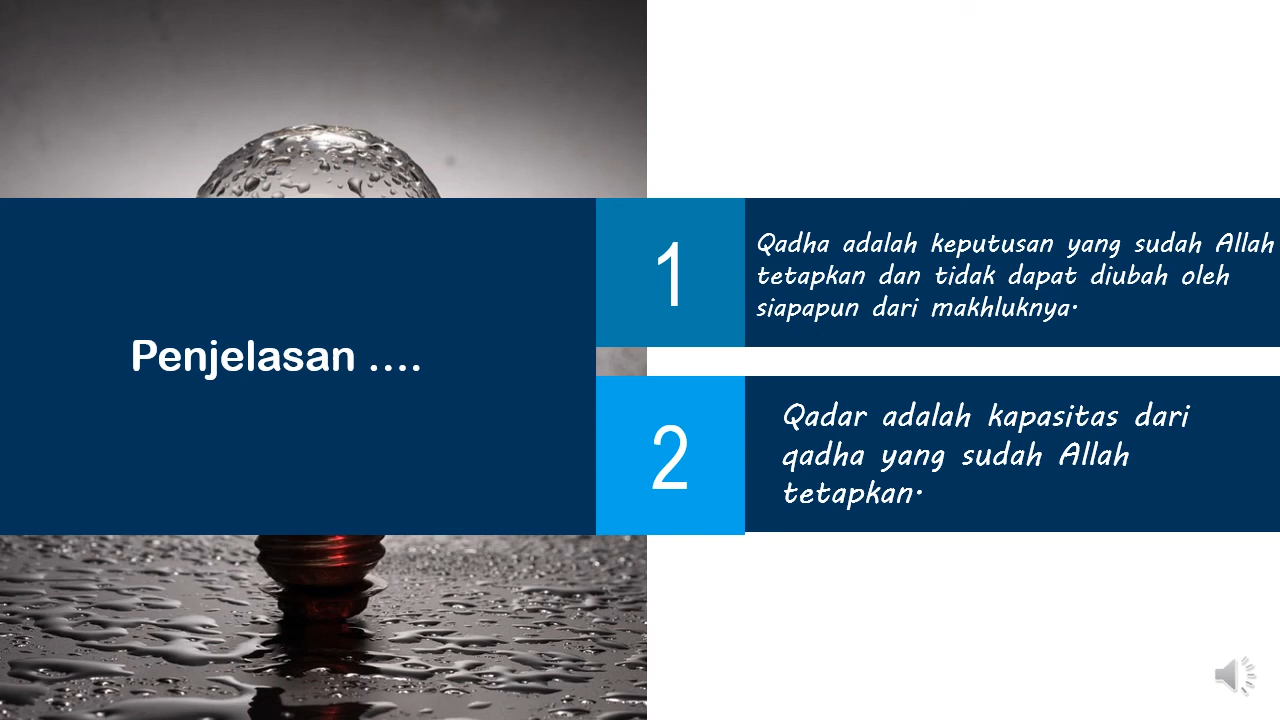 Penjelasan ....
1
Qadha adalah keputusan yang sudah Allah
tetapkan dan tidak dapat diubah oleh
siapapun dari makhluknya.
2
Qadar adalah kapasitas dari
qadha yang sudah Allah
tetapkan.